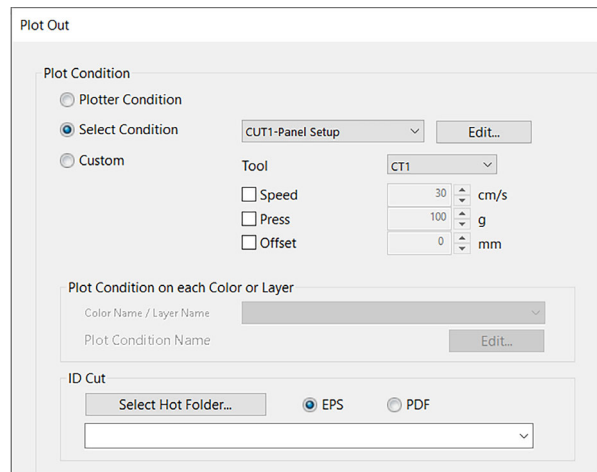 Plot Out
Plot Condition
Plotter Condition
Select Condition CUT1-Panel Setup Edit...
Custom Tool CT1
Speed 30 cm/s
Press 100 g
Offset 0 mm
Plot Condition on each Color or Layer
Color Name / Layer Name
Plot Condition Name Edit...
ID Cut
Select Hot Folder... EPS PDF